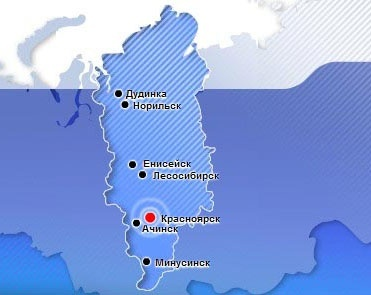 Дудинка
Норильск
Енисейск
Лесосибирск
Красноярск
Ачинск
Минусинск